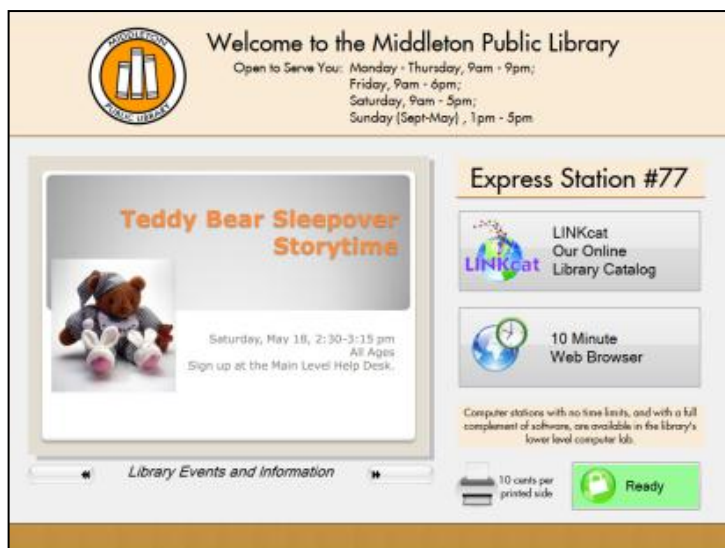 MIDDLETON
PUBLIC LIBRARY
Welcome to the Middleton Public Library
Open to Serve You: Monday - Thursday, 9am - 9pm;
Friday, 9am - 6pm;
Saturday, 9am - 5pm;
Sunday (Sept-May) , 1pm - 5pm
Teddy Bear Sleepover
Storytime
Saturday, May 18, 2:30-3:15 pm
All Ages
Sign up at the Main Level Help Desk.
Library Events and Information
Express Station #77
LINKcat
LINKcat
Our Online
Library Catalog
10 Minute
Web Browser
Computer stations with no time limits, and with a full
complement of software, are available in the library's
lower level computer lab.
10 cents per
printed side
Ready